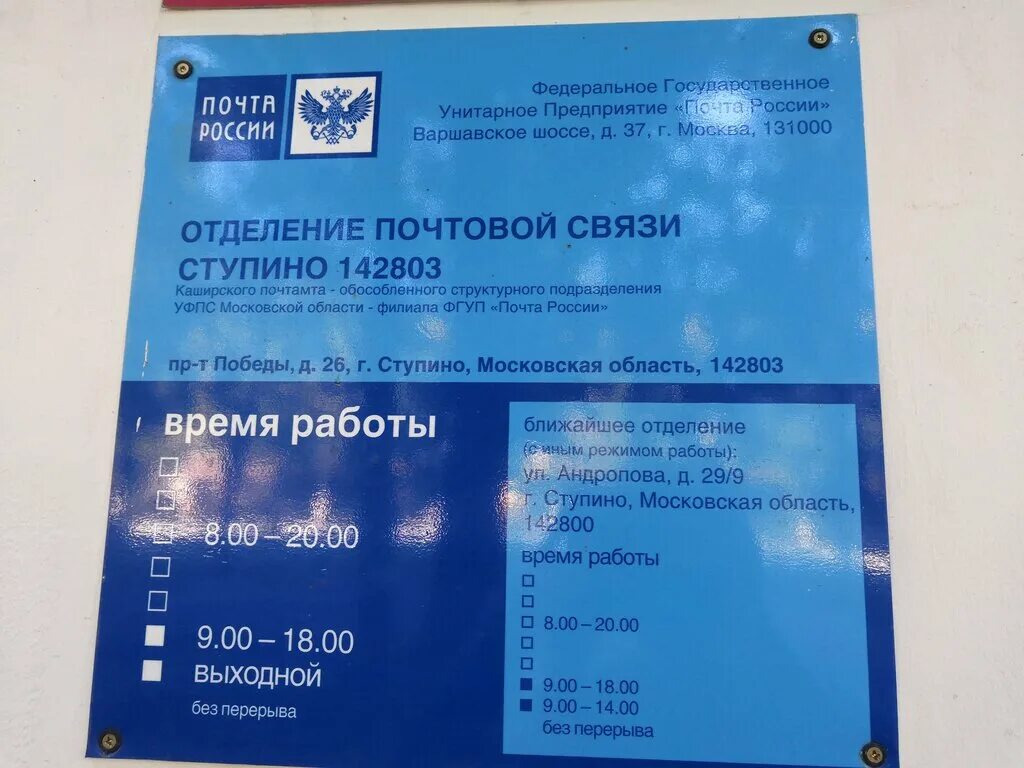 ПОЧТА
РОССИИ
Федеральное Государственное
Унитарное Предприятие «Почта России»
Варшавское шоссе, д. 37, г. Москва, 131000
ОТДЕЛЕНИЕ ПОЧТОВОЙ СВЯЗИ
СТУПИНО 142803
Каширского почтамта - обособленного структурного подразделения
УФПС Московской области - филиала ФГУП «Почта России»
пр-т Победы, д. 26, г. Ступино, Московская область, 142803
время работы
8.00 – 20.00
9.00 – 18.00
ВЫХОДНОЙ
без перерыва
ближайшее отделение
(с иным режимом работы):
ул. Андропова, д. 29/9
г. Ступино, Московская область,
142800
время работы
8.00 – 20.00
9.00 – 18.00
9.00 – 14.00
без перерыва